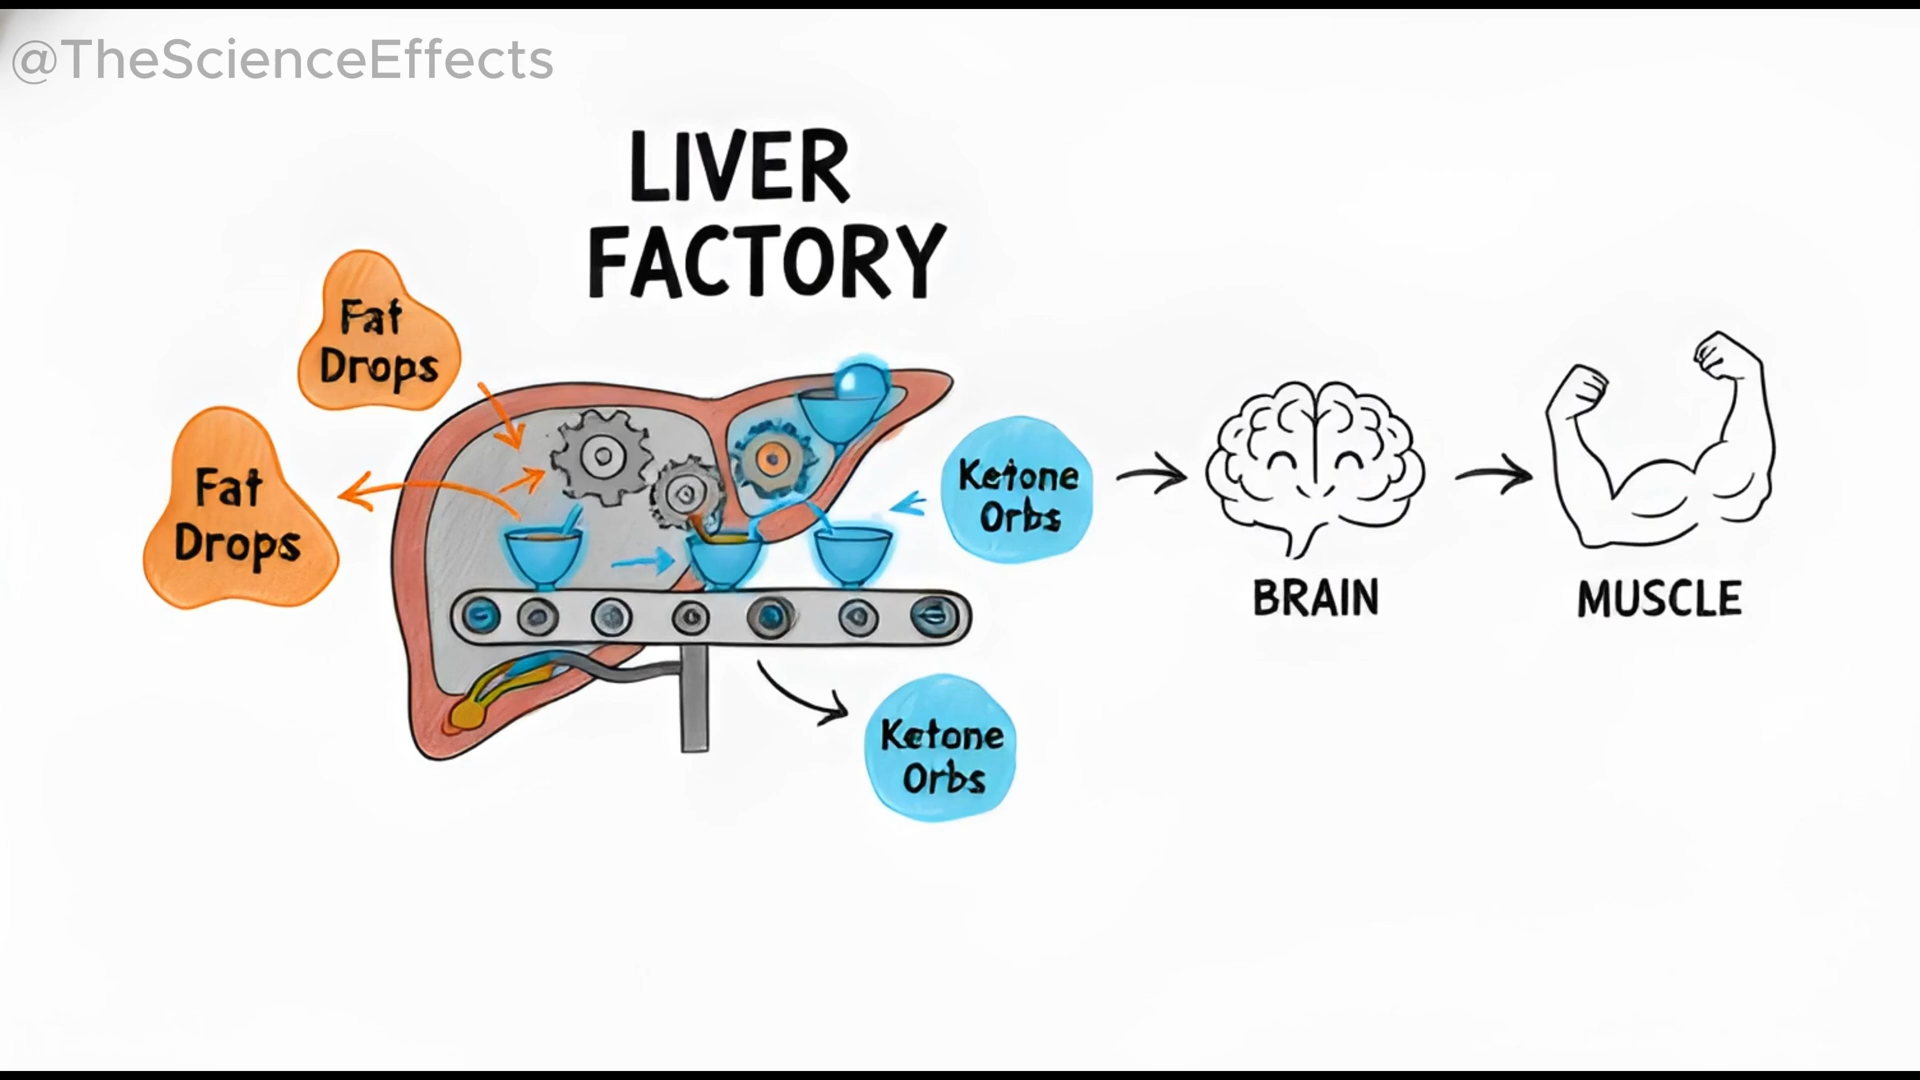 @TheScienceEffects
LIVER
FACTORY
Fat
Drops
Fat
Drops
Ketone
Orbs
BRAIN
MUSCLE
Ketone
Orbs